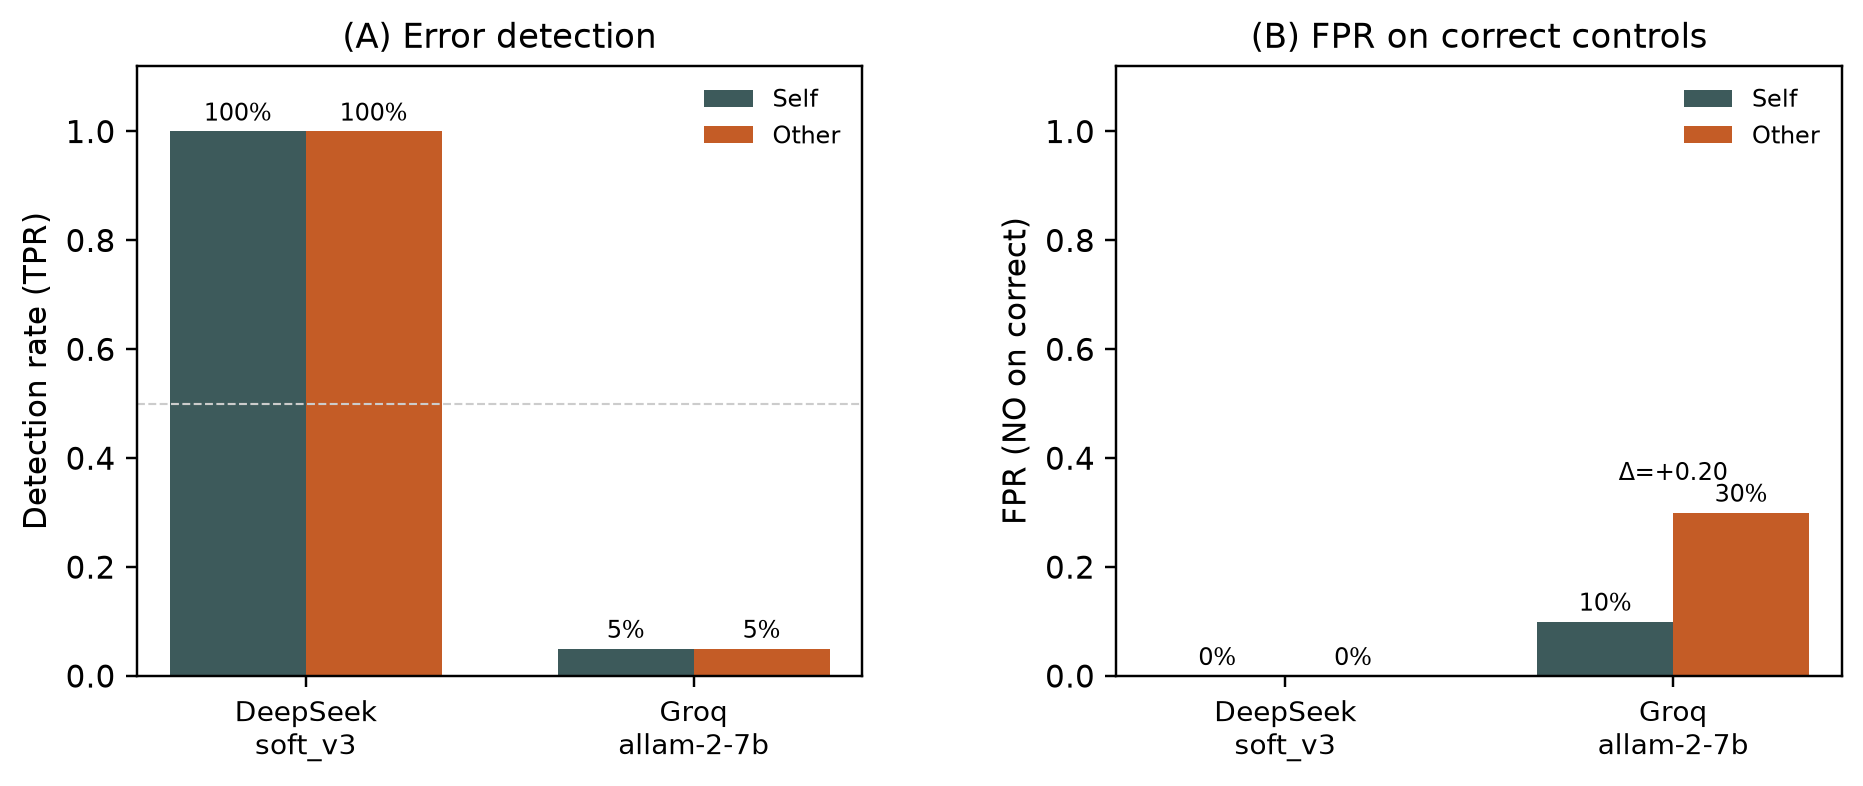 (A) Error detection
Detection rate (TPR)
1.0
0.8
0.6
0.4
0.2
0.0
100%
100%
5%
5%
Self
Other
DeepSeek
soft_v3
Groq
allam-2-7b
(B) FPR on correct controls
FPR (NO on correct)
1.0
0.8
0.6
0.4
0.2
0.0
0%
0%
10%
Δ=+0.20
30%
Self
Other
DeepSeek
soft_v3
Groq
allam-2-7b